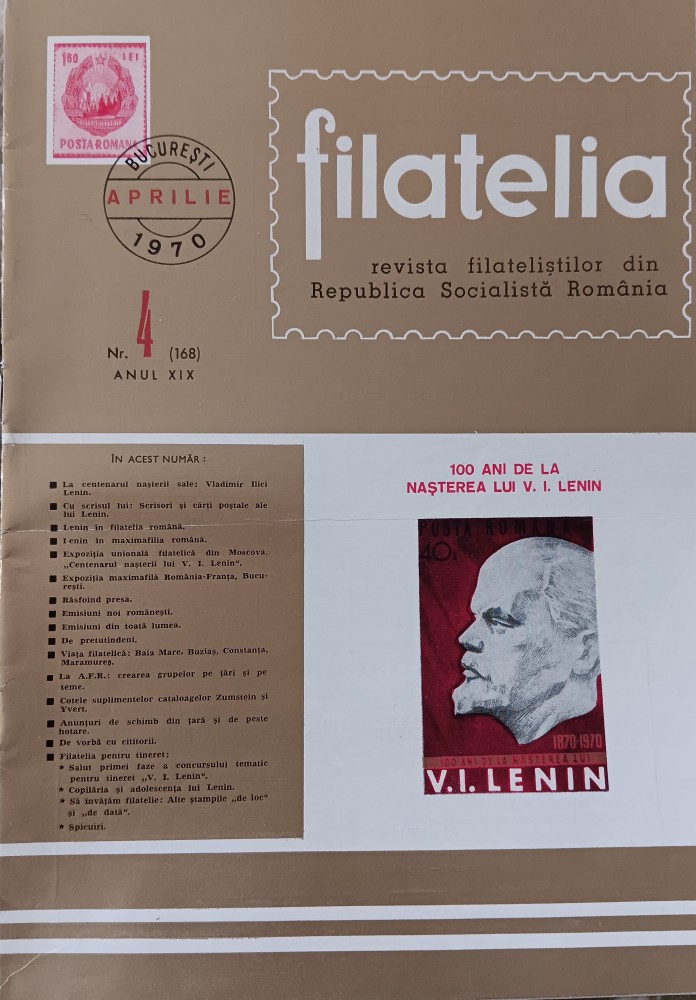 1,60 LEI
POSTA ROMANA
BUCUREȘTI
APRILIE
1970
filatelia
revista filateliștilor din
Republica Socialistă România
Nr. 4 (168)
ANUL XIX
ÎN ACEST NUMĂR :
La centenarul nașterii sale: Vladimir Ilici
Lenin.
Cu scrisul lui: Scrisori și cărți poștale ale
lui Lenin.
Lenin în filatelia română.
Lenin în maximafilia română.
Expoziția unională filatelică din Moscova,
„Centenarul nașterii lui V. I. Lenin“.
Expoziția maximafilă România-Franța, Bucu-
rești.
Răsfoind presa.
Emisiuni noi românești.
Emisiuni din toată lumea.
De pretutindeni.
Viața filatelică: Baia Mare, Buziaș, Constanța,
Maramureș.
La A.F.R.: crearea grupelor pe țări și pe
teme.
Cotele suplimentelor cataloagelor Zumstein și
Yvert.
Anunțuri de schimb din țară și de peste
hotare.
De vorbă cu cititorii.
Filatelia pentru tineret:
★ Salut primei faze a concursului tematic
pentru tineret „V. I. Lenin“.
★ Copilăria și adolescența lui Lenin.
★ Să învățăm filatelie: Alte ștampile „de loc“
și „de dată“.
★ Spicuiri.
100 ANI DE LA
NAȘTEREA LUI V. I. LENIN
POSTA ROMANA
40B
1870-1970
100 ANI DE LA NASTEREA LUI
V.I. LENIN